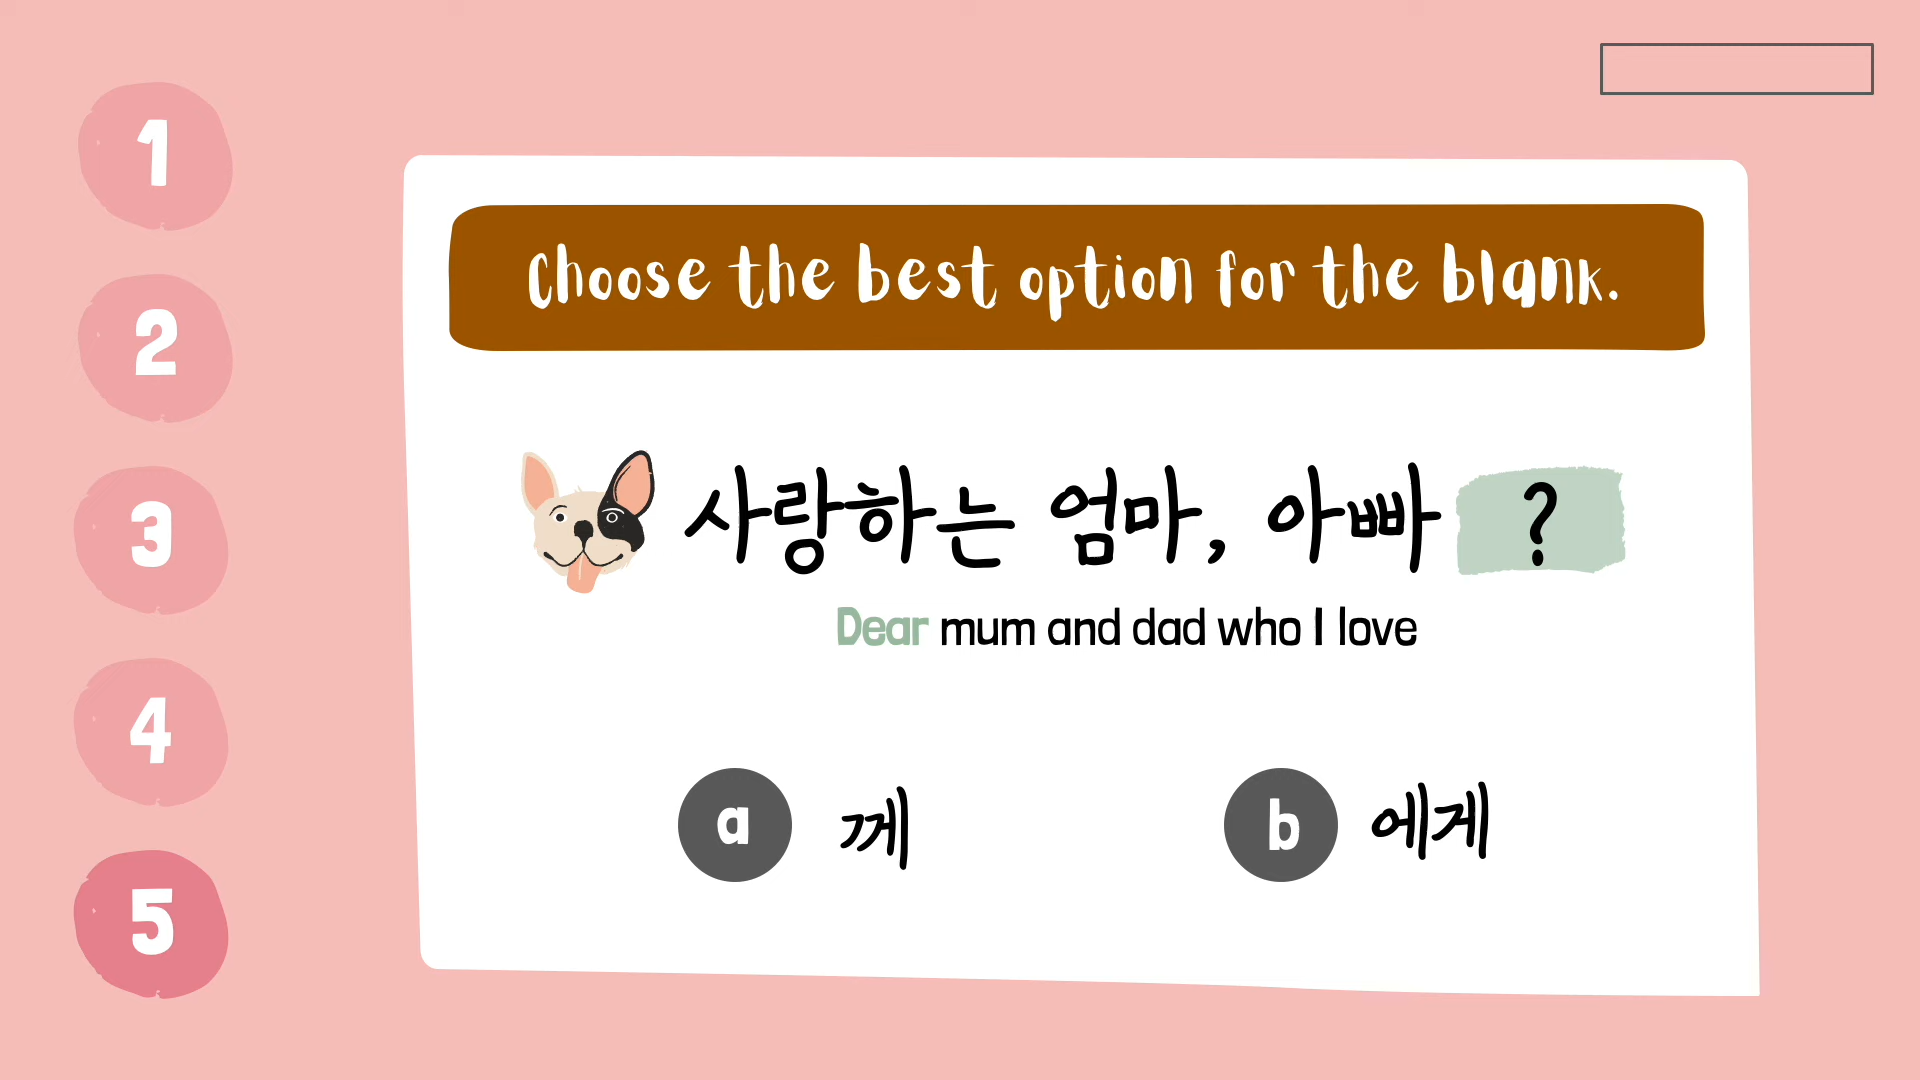 1
2
3
4
5
Choose the best option for the blank.
사랑하는 엄마, 아빠 ?
Dear mum and dad who I love
a 께
b 에게